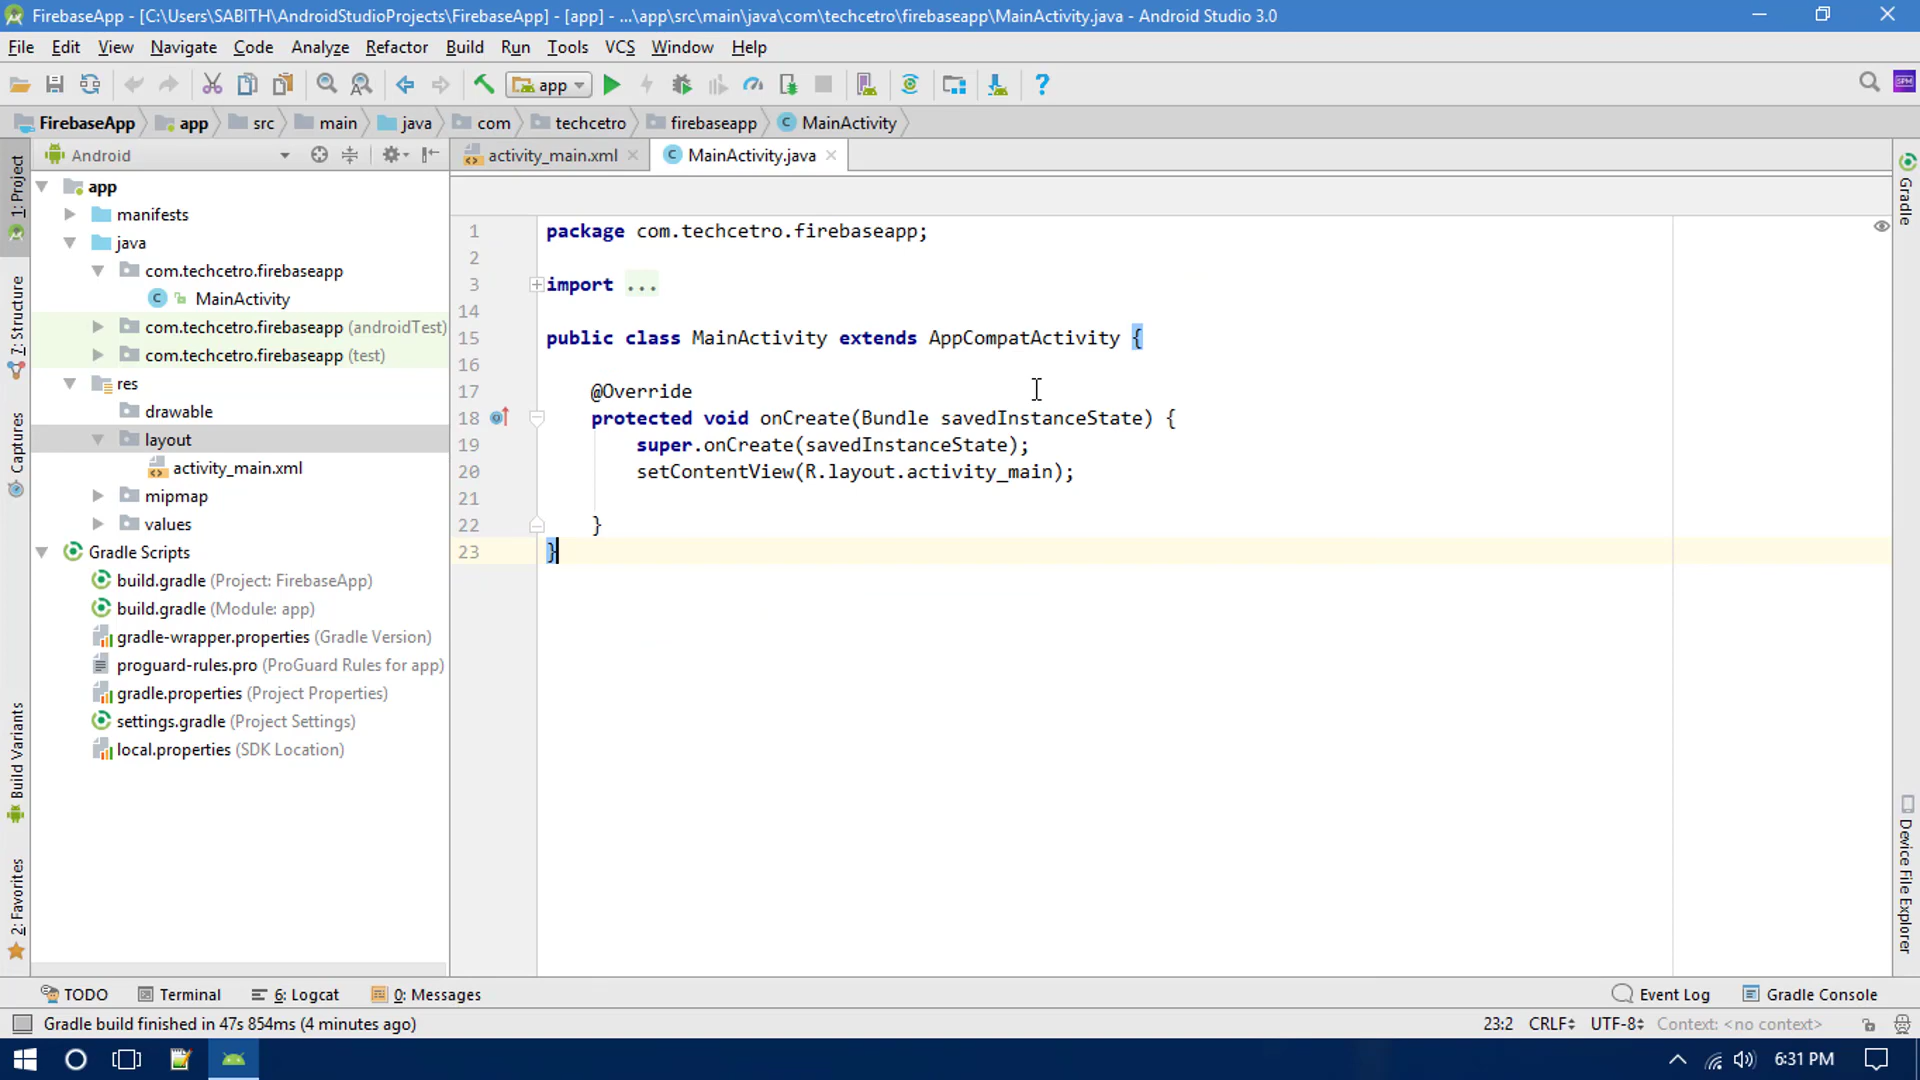 FirebaseApp - [C:\Users\SABITH\AndroidStudioProjects\FirebaseApp] - [app] - ...\app\src\main\java\com\techcetro\firebaseapp\MainActivity.java - Android Studio 3.0
File Edit View Navigate Code Analyze Refactor Build Run Tools VCS Window Help
app
FirebaseApp app src main java com techcetro firebaseapp MainActivity
Android
activity_main.xml MainActivity.java
1: Project
7: Structure
Captures
Build Variants
2: Favorites
app
manifests
java
com.techcetro.firebaseapp
MainActivity
com.techcetro.firebaseapp (androidTest)
com.techcetro.firebaseapp (test)
res
drawable
layout
activity_main.xml
mipmap
values
Gradle Scripts
build.gradle (Project: FirebaseApp)
build.gradle (Module: app)
gradle-wrapper.properties (Gradle Version)
proguard-rules.pro (ProGuard Rules for app)
gradle.properties (Project Properties)
settings.gradle (Project Settings)
local.properties (SDK Location)
1 package com.techcetro.firebaseapp;
2
3 import ...
14
15 public class MainActivity extends AppCompatActivity {
16
17 @Override
18 protected void onCreate(Bundle savedInstanceState) {
19 super.onCreate(savedInstanceState);
20 setContentView(R.layout.activity_main);
21
22 }
23 }
Gradle
Device File Explorer
TODO Terminal 6: Logcat 0: Messages Event Log Gradle Console
Gradle build finished in 47s 854ms (4 minutes ago) 23:2 CRLF UTF-8 Context: <no context>
6:31 PM